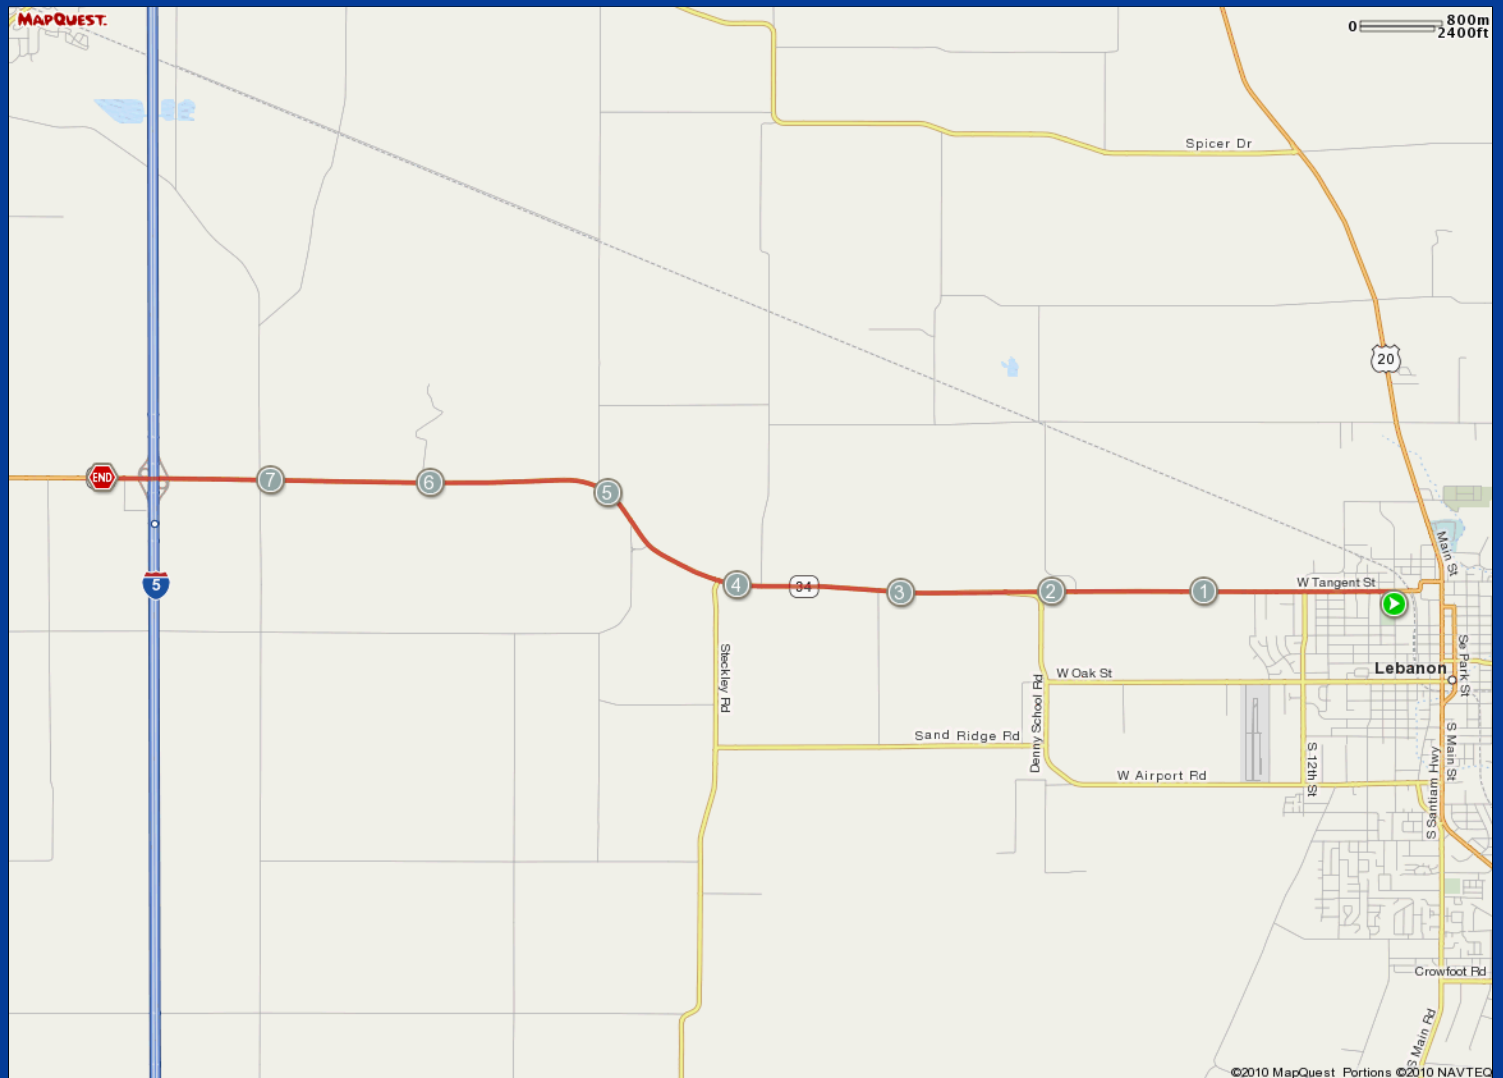 MAPQUEST.
0 800m
2400ft
Spicer Dr
20
END
7
6
5
4
34
3
2
1
W Tangent St
Main St
5
Steckley Rd
Denny School Rd
W Oak St
Lebanon
Se Park St
Sand Ridge Rd
W Airport Rd
S 12th St
S Santiam Hwy
S Main St
Crowfoot Rd
S Main Rd
©2010 MapQuest Portions ©2010 NAVTEQ